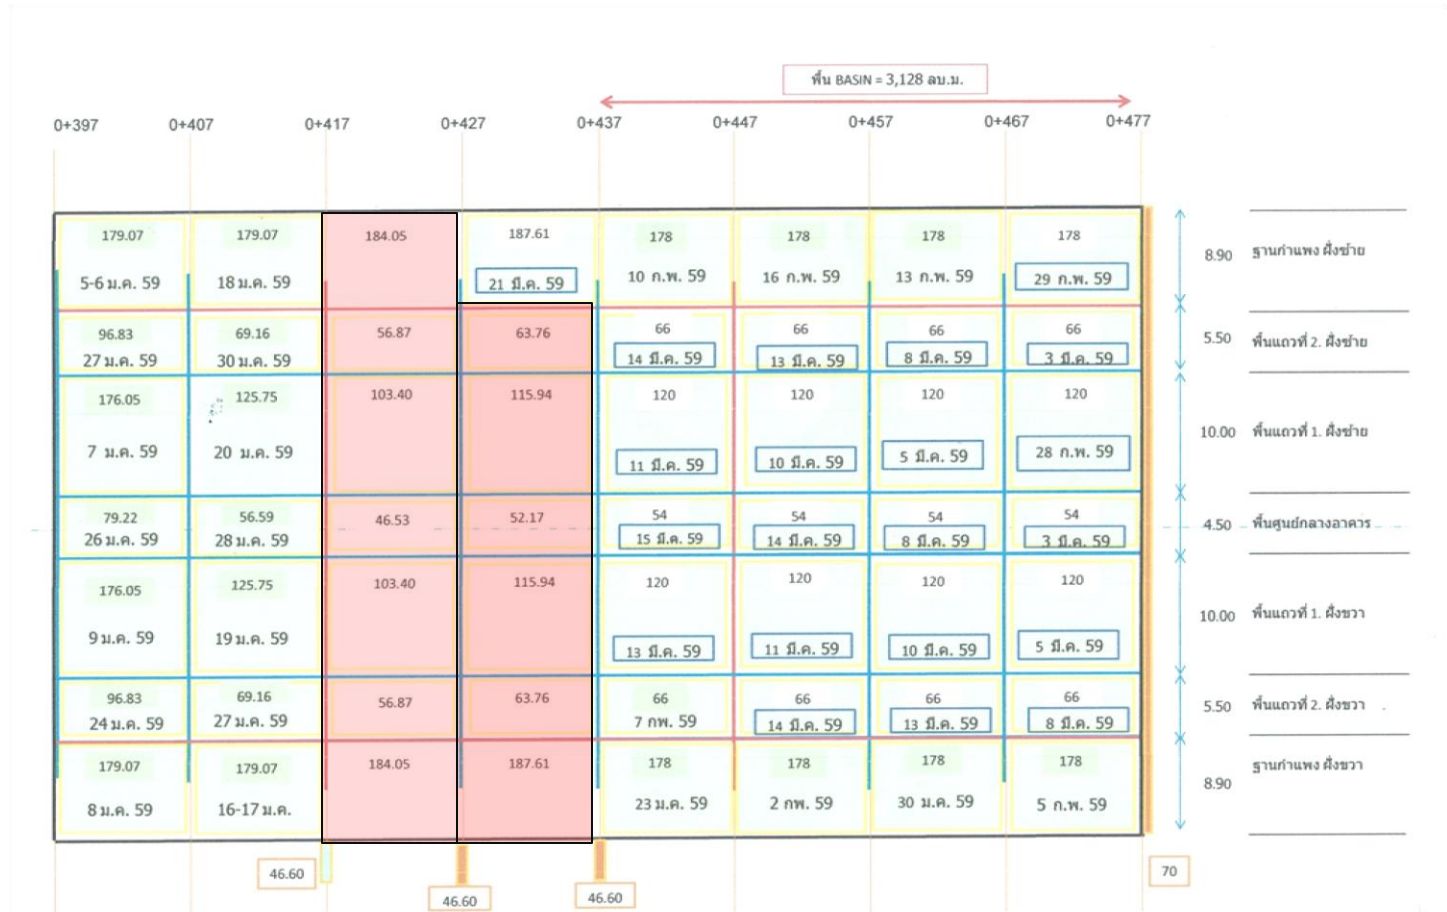 พื้น BASIN = 3,128 ลบ.ม.
0+397 0+407 0+417 0+427 0+437 0+447 0+457 0+467 0+477
179.07 179.07 184.05 187.61 178 178 178 178
5-6 ม.ค. 59 18 ม.ค. 59 21 มี.ค. 59 10 ก.พ. 59 16 ก.พ. 59 13 ก.พ. 59 29 ก.พ. 59
8.90 ฐานกำแพง ฝั่งซ้าย
96.83 69.16 56.87 63.76 66 66 66 66
27 ม.ค. 59 30 ม.ค. 59 14 มี.ค. 59 13 มี.ค. 59 8 มี.ค. 59 3 มี.ค. 59
5.50 พื้นแถวที่ 2. ฝั่งซ้าย
176.05 125.75 103.40 115.94 120 120 120 120
7 ม.ค. 59 20 ม.ค. 59 11 มี.ค. 59 10 มี.ค. 59 5 มี.ค. 59 28 ก.พ. 59
10.00 พื้นแถวที่ 1. ฝั่งซ้าย
79.22 56.59 46.53 52.17 54 54 54 54
26 ม.ค. 59 28 ม.ค. 59 15 มี.ค. 59 14 มี.ค. 59 8 มี.ค. 59 3 มี.ค. 59
4.50 พื้นศูนย์กลางอาคาร
176.05 125.75 103.40 115.94 120 120 120 120
9 ม.ค. 59 19 ม.ค. 59 13 มี.ค. 59 11 มี.ค. 59 10 มี.ค. 59 5 มี.ค. 59
10.00 พื้นแถวที่ 1. ฝั่งขวา
96.83 69.16 56.87 63.76 66 66 66 66
24 ม.ค. 59 27 ม.ค. 59 7 กพ. 59 14 มี.ค. 59 13 มี.ค. 59 8 มี.ค. 59
5.50 พื้นแถวที่ 2. ฝั่งขวา
179.07 179.07 184.05 187.61 178 178 178 178
8 ม.ค. 59 16-17 ม.ค. 23 ม.ค. 59 2 กพ. 59 30 ม.ค. 59 5 ก.พ. 59
8.90 ฐานกำแพง ฝั่งขวา
46.60 46.60 46.60 70